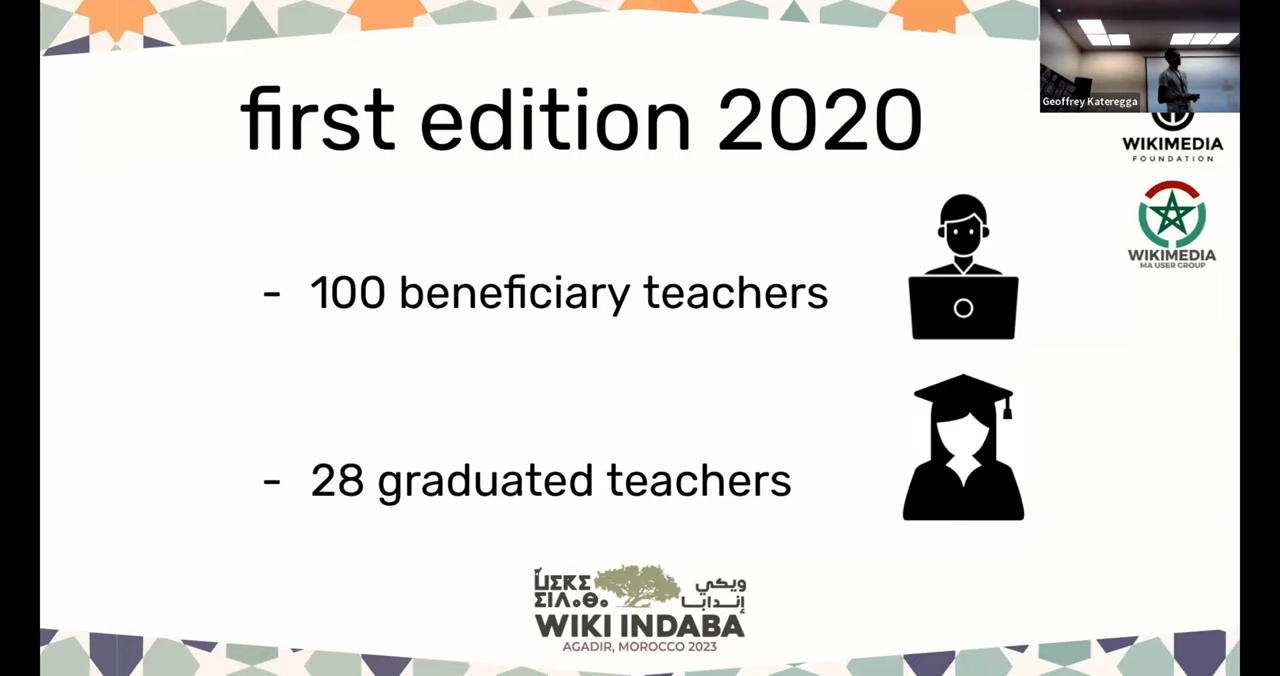 first edition 2020
Geoffrey Kateregga
WIKIMEDIA
FOUNDATION
WIKIMEDIA
MA USER GROUP
- 100 beneficiary teachers
- 28 graduated teachers
ⵡⵉⴽⵉ ويكي
ⵉⵏⴷⴰⴱⴰ إندابا
WIKI INDABA
AGADIR, MOROCCO 2023